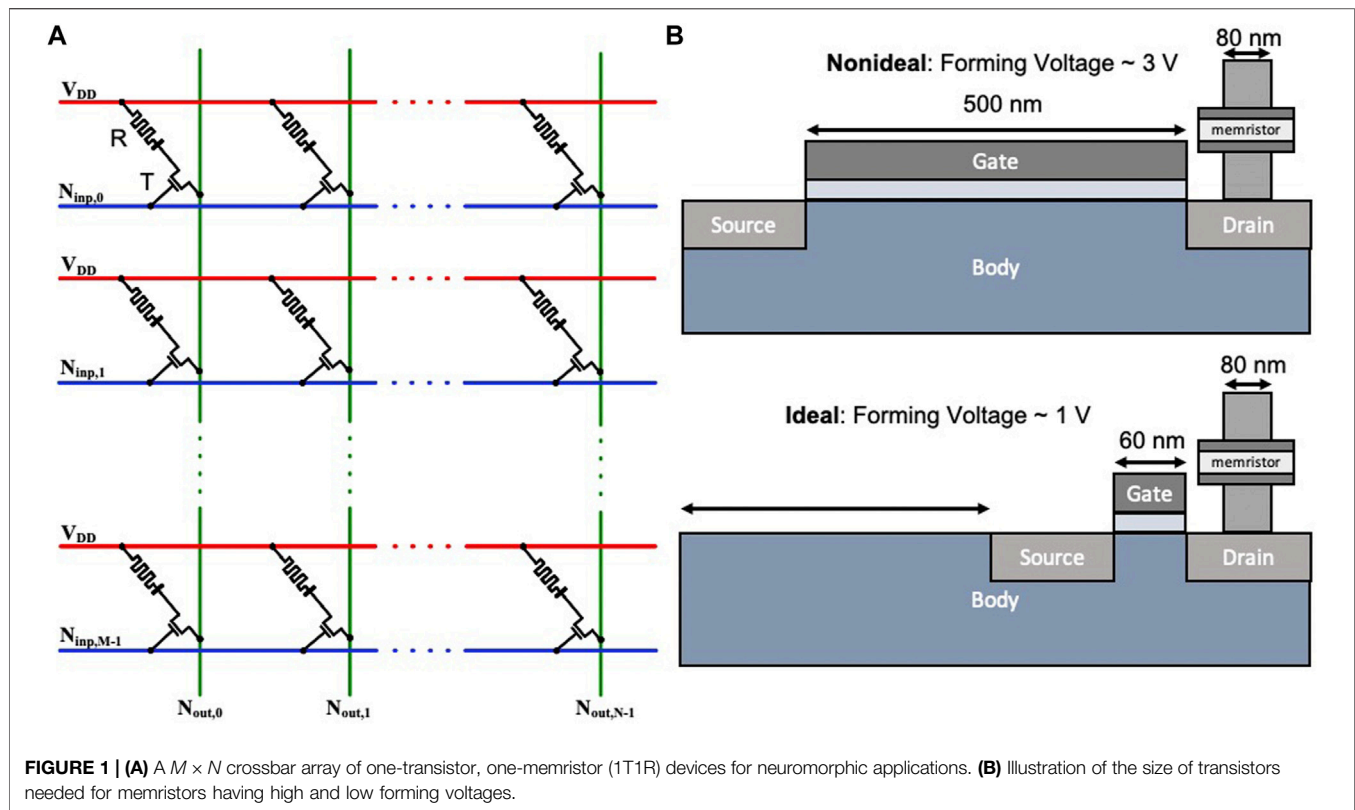 A
V_DD
R
T
N_inp,0
V_DD
N_inp,1
V_DD
N_inp,M-1
N_out,0
N_out,1
N_out,N-1
B
80 nm
Nonideal: Forming Voltage ~ 3 V
500 nm
memristor
Gate
Source
Drain
Body
80 nm
Ideal: Forming Voltage ~ 1 V
60 nm
memristor
Gate
Source
Drain
Body
FIGURE 1 | (A) A M × N crossbar array of one-transistor, one-memristor (1T1R) devices for neuromorphic applications. (B) Illustration of the size of transistors
needed for memristors having high and low forming voltages.